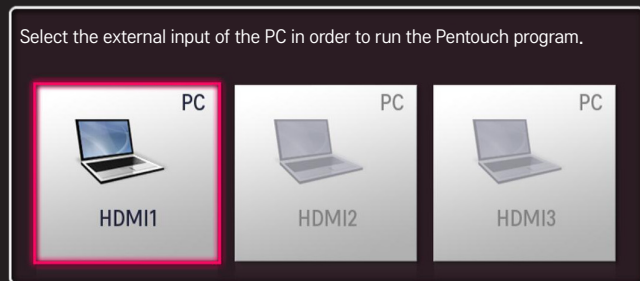 Select the external input of the PC in order to run the Pentouch program.
PC PC PC
HDMI1 HDMI2 HDMI3